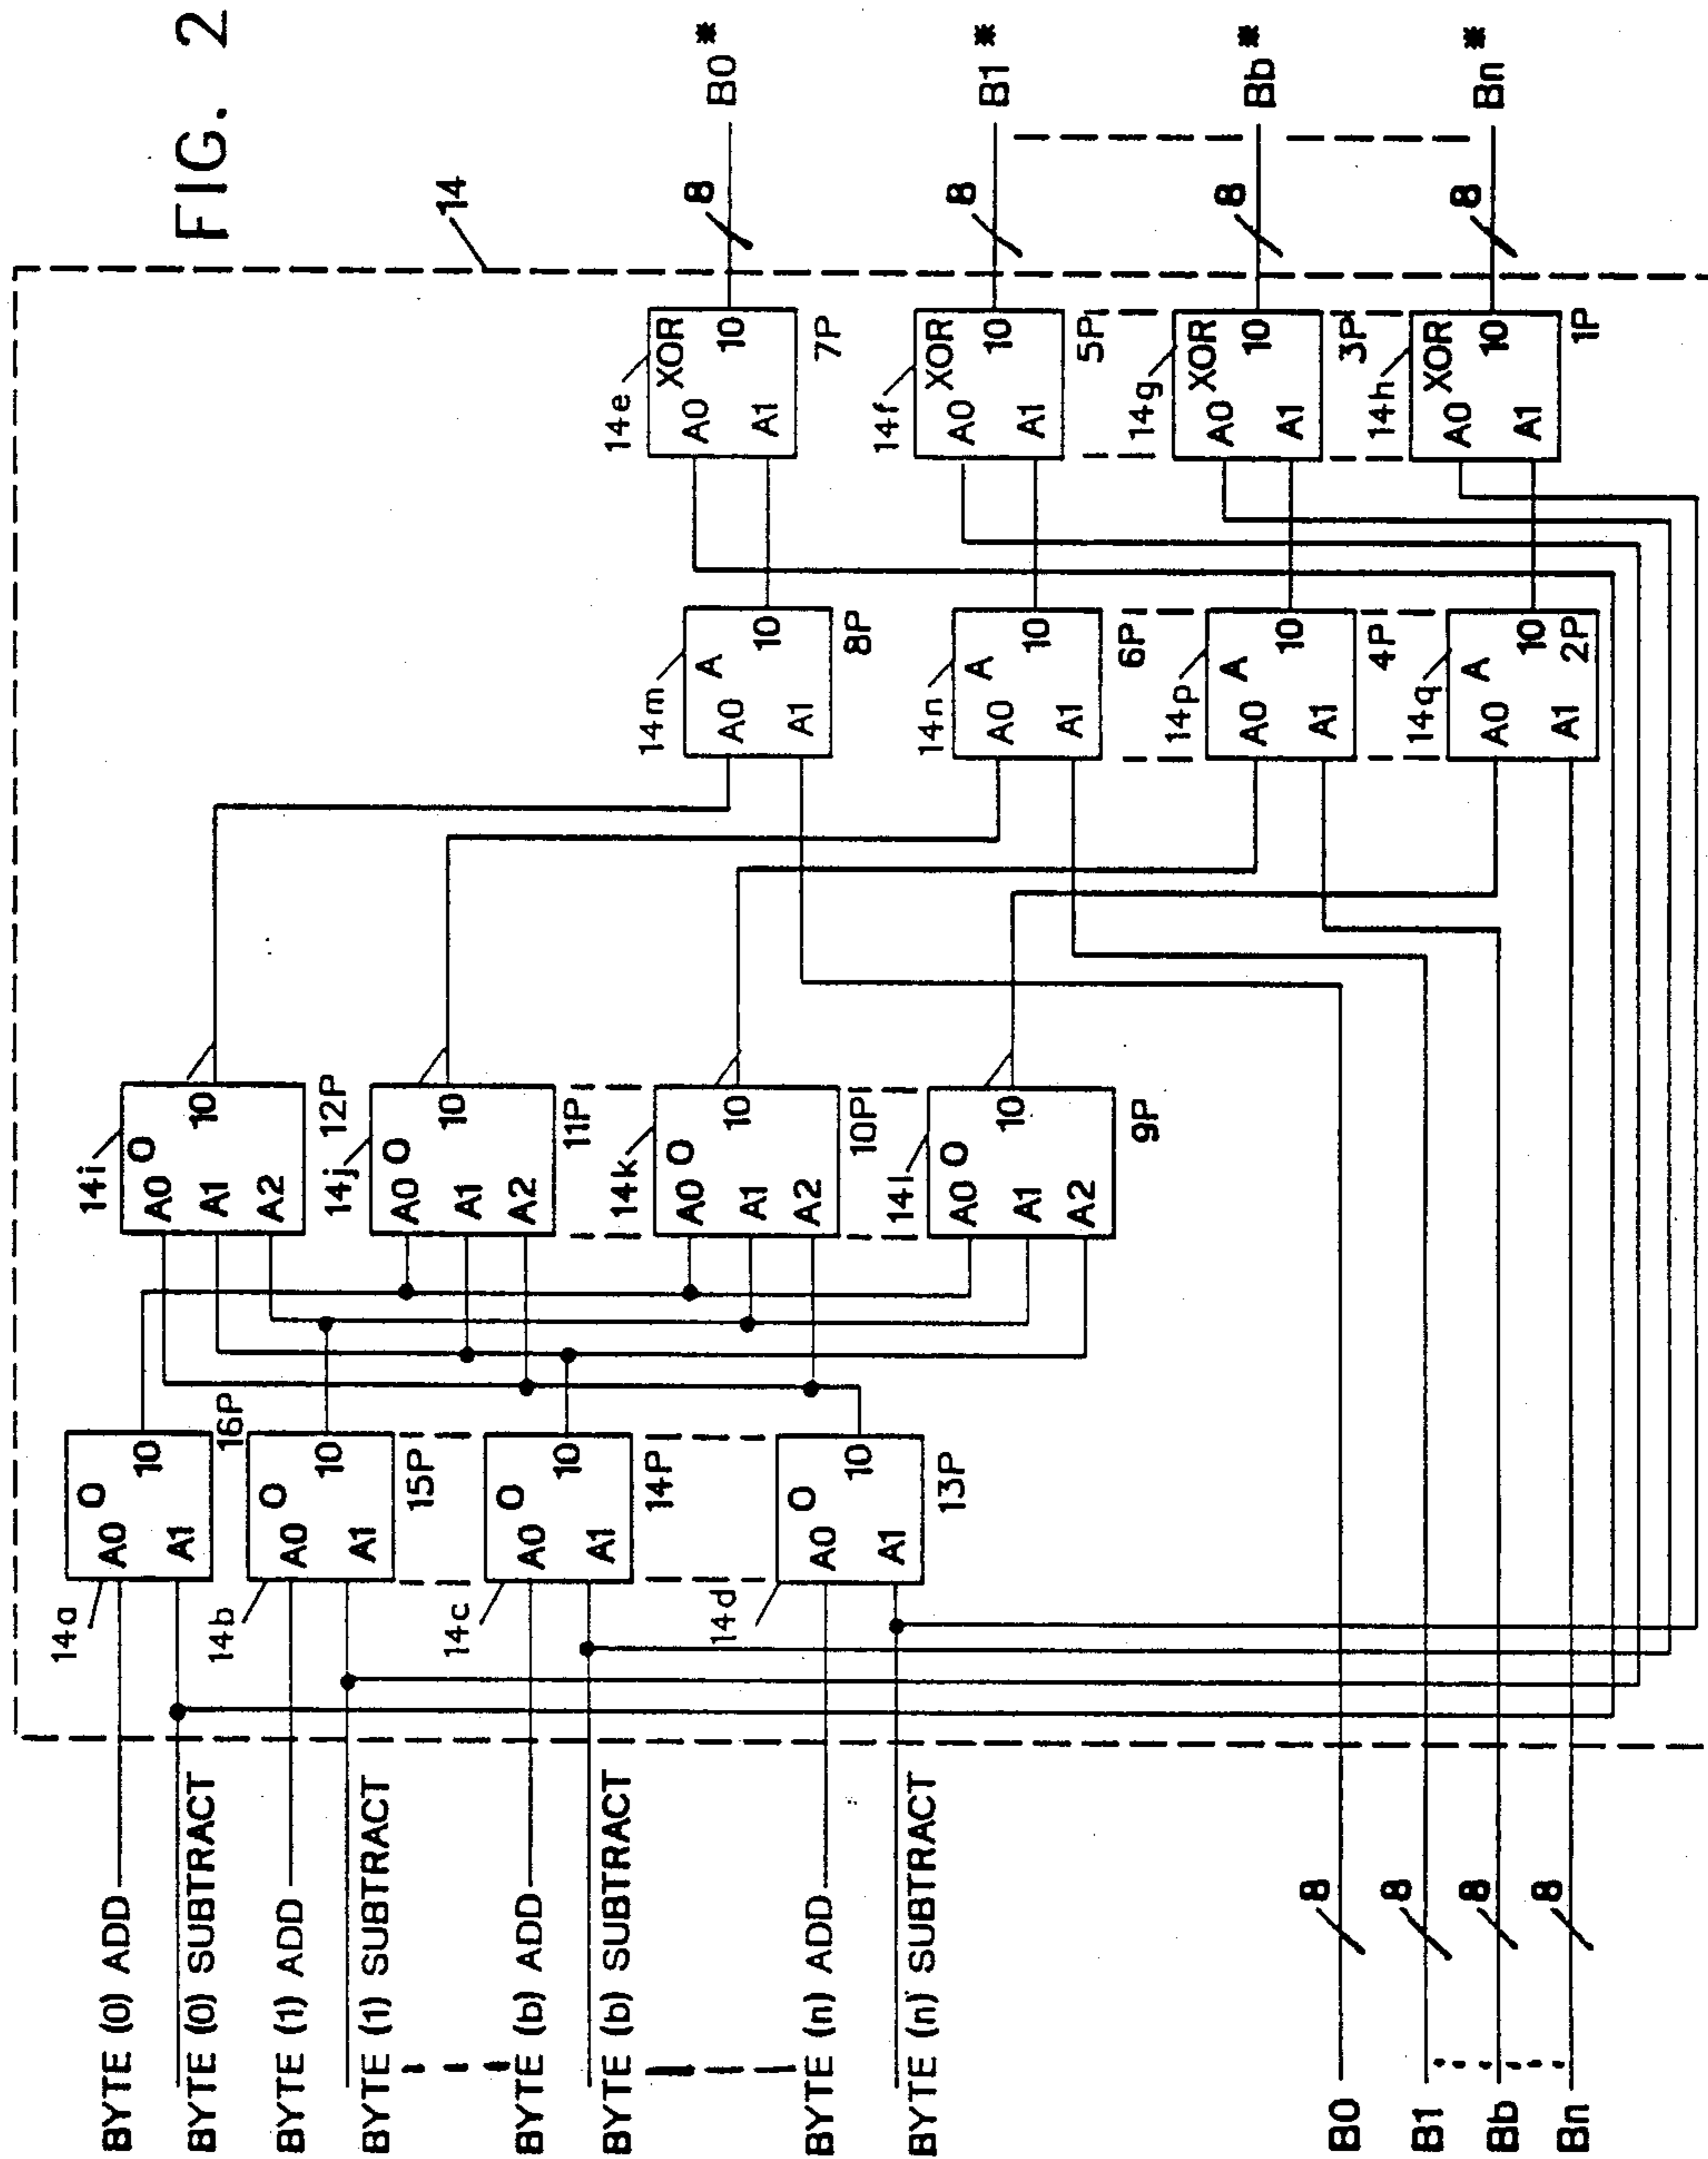 FIG. 2
14
BYTE (0) ADD
BYTE (0) SUBTRACT
BYTE (1) ADD
BYTE (1) SUBTRACT
BYTE (b) ADD
BYTE (b) SUBTRACT
BYTE (n) ADD
BYTE (n) SUBTRACT
B0
8
B1
8
Bb
8
Bn
8
14a
A0 O
A1 10
16P
14b
A0 O
A1 10
15P
14c
A0 O
A1 10
14P
14d
A0 O
A1 10
13P
14i
A0 O
A1 10
A2
12P
14j
A0 O
A1 10
A2
11P
14k
A0 O
A1 10
A2
10P
14l
A0 O
A1 10
A2
9P
14m
A0 A
A1 10
8P
14n
A0 A
A1 10
6P
14p
A0 A
A1 10
4P
14q
A0 A
A1 10
2P
14e
A0 XOR
A1 10
7P
14f
A0 XOR
A1 10
5P
14g
A0 XOR
A1 10
3P
14h
A0 XOR
A1 10
1P
8
B0*
8
B1*
8
Bb*
8
Bn*